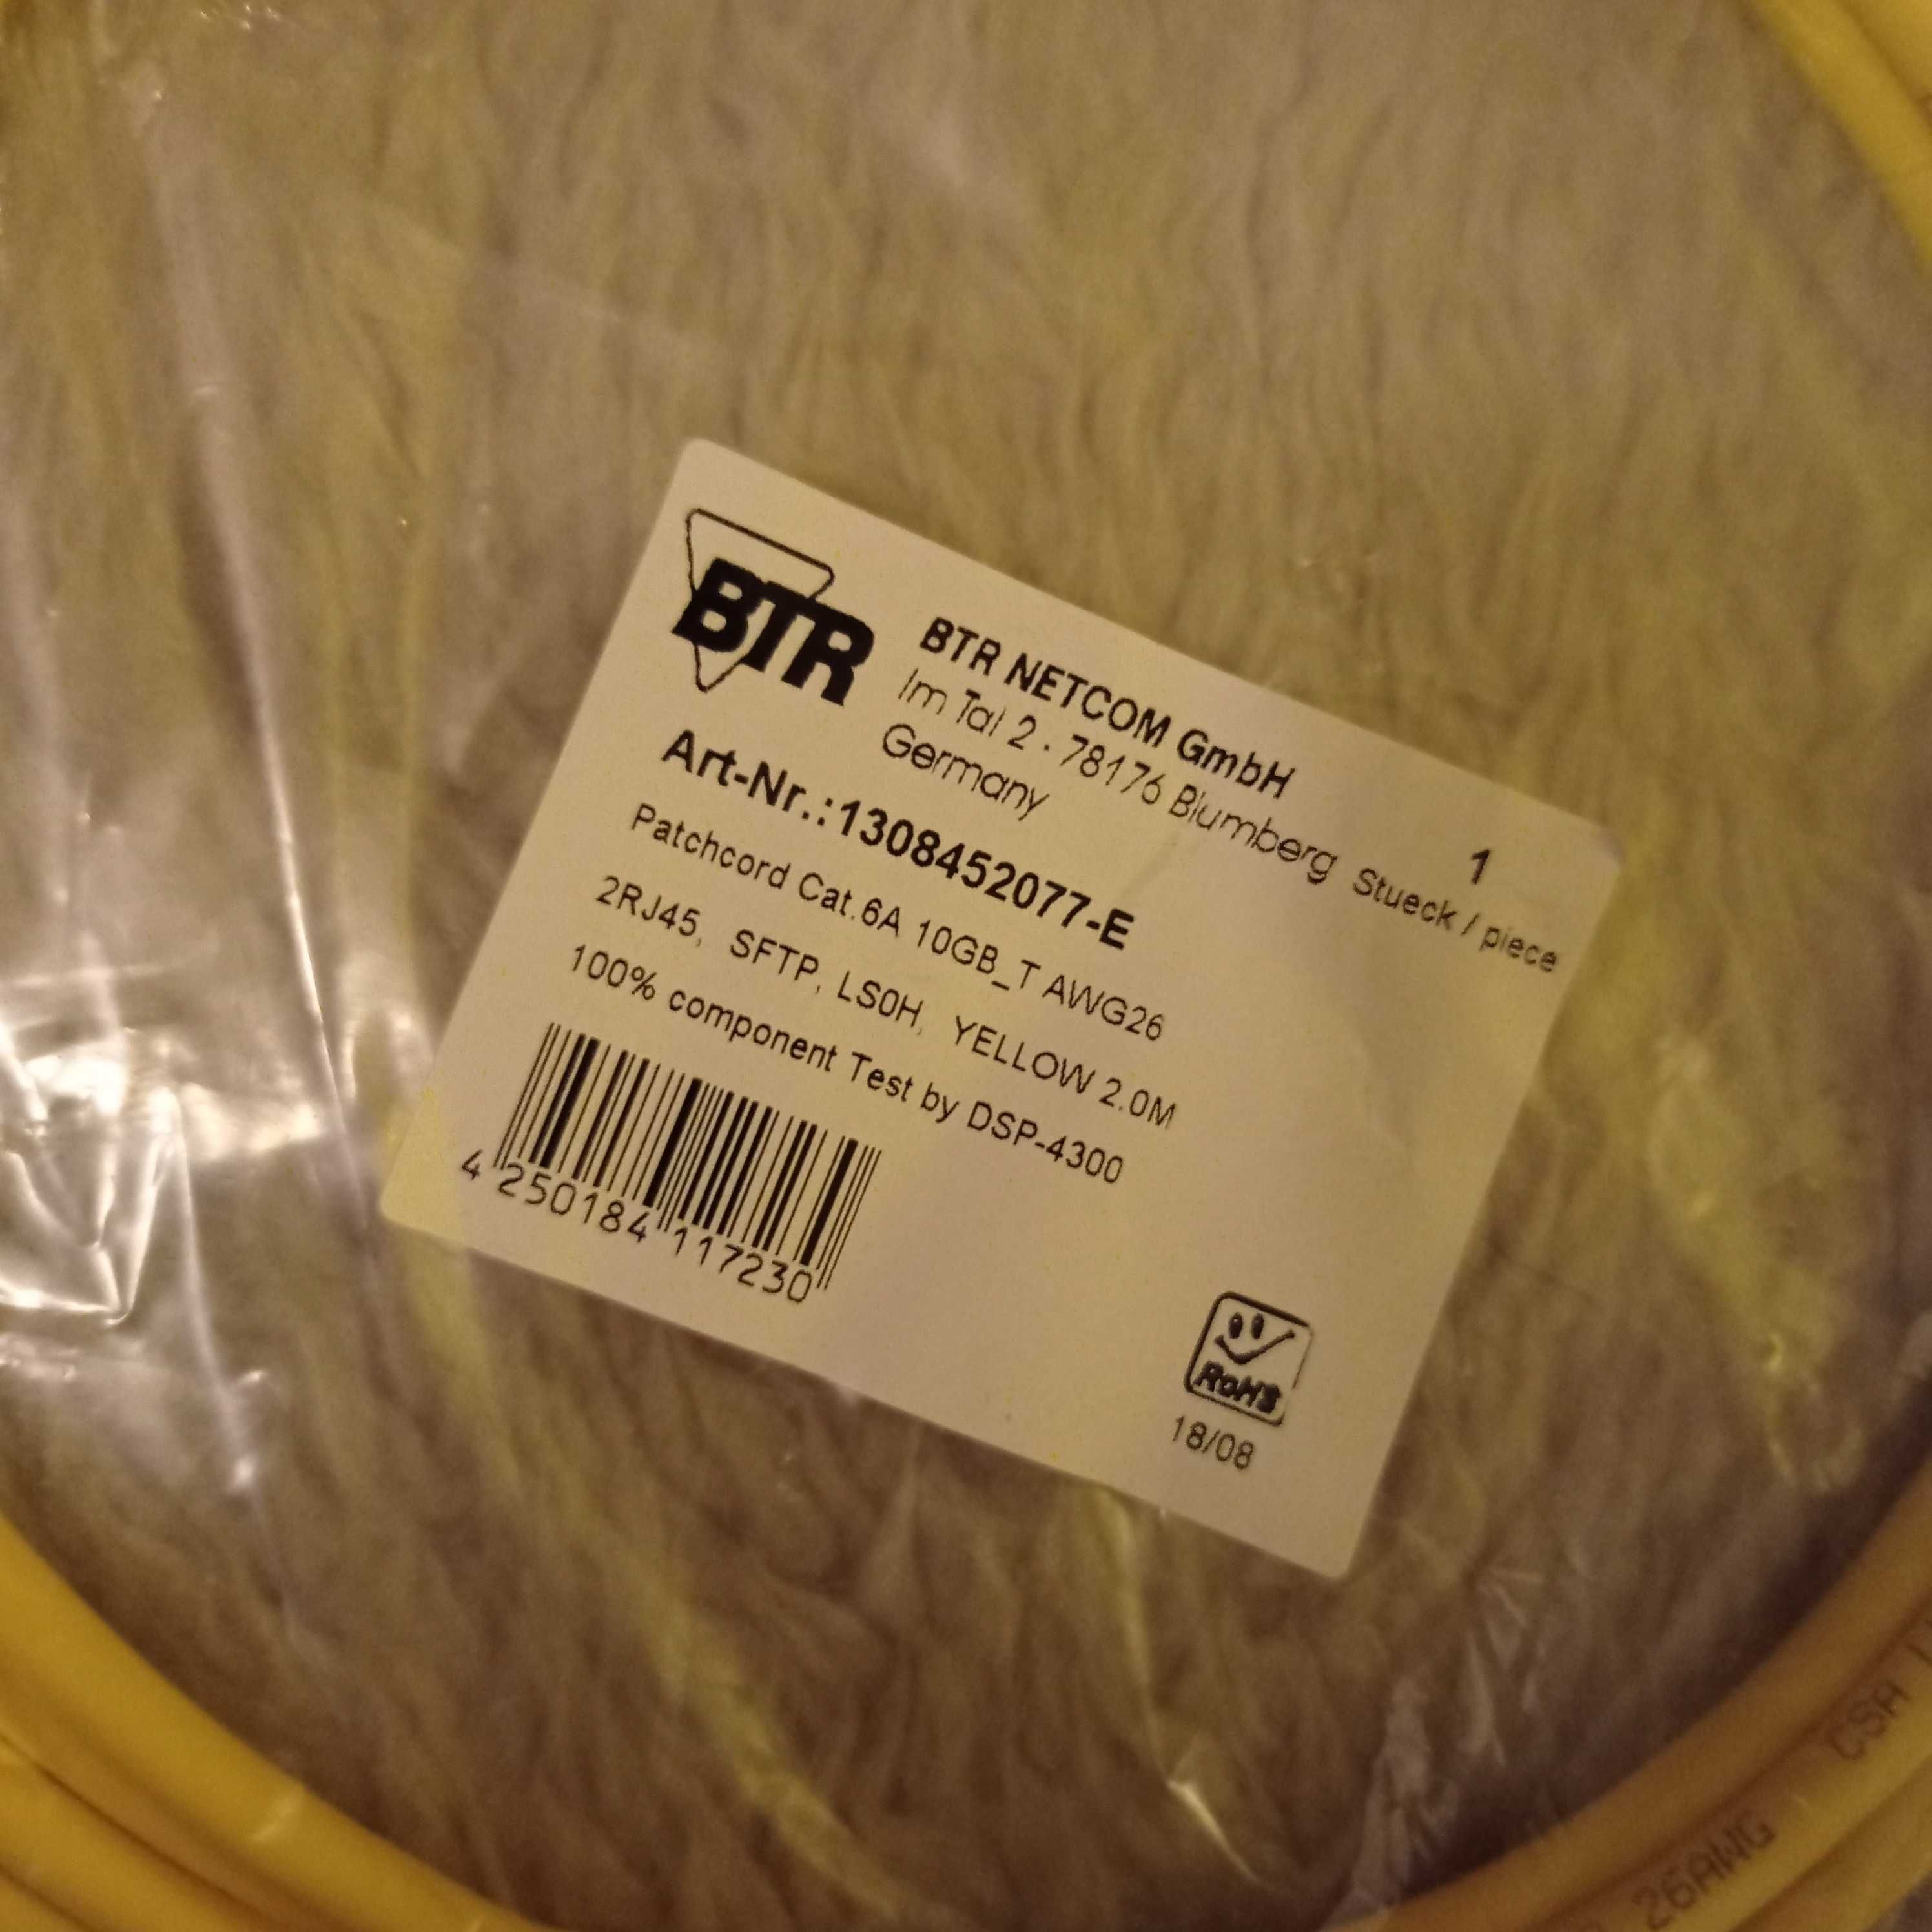 BTR
BTR NETCOM GmbH
Im Tal 2 · 78176 Blumberg
Germany
1
Stueck / piece
Art-Nr.:1308452077-E
Patchcord Cat.6A 10GB_T AWG26
2RJ45, SFTP, LS0H, YELLOW 2.0M
100% component Test by DSP-4300
4 250184 117230
RoHS
18/08
26AWG CSA